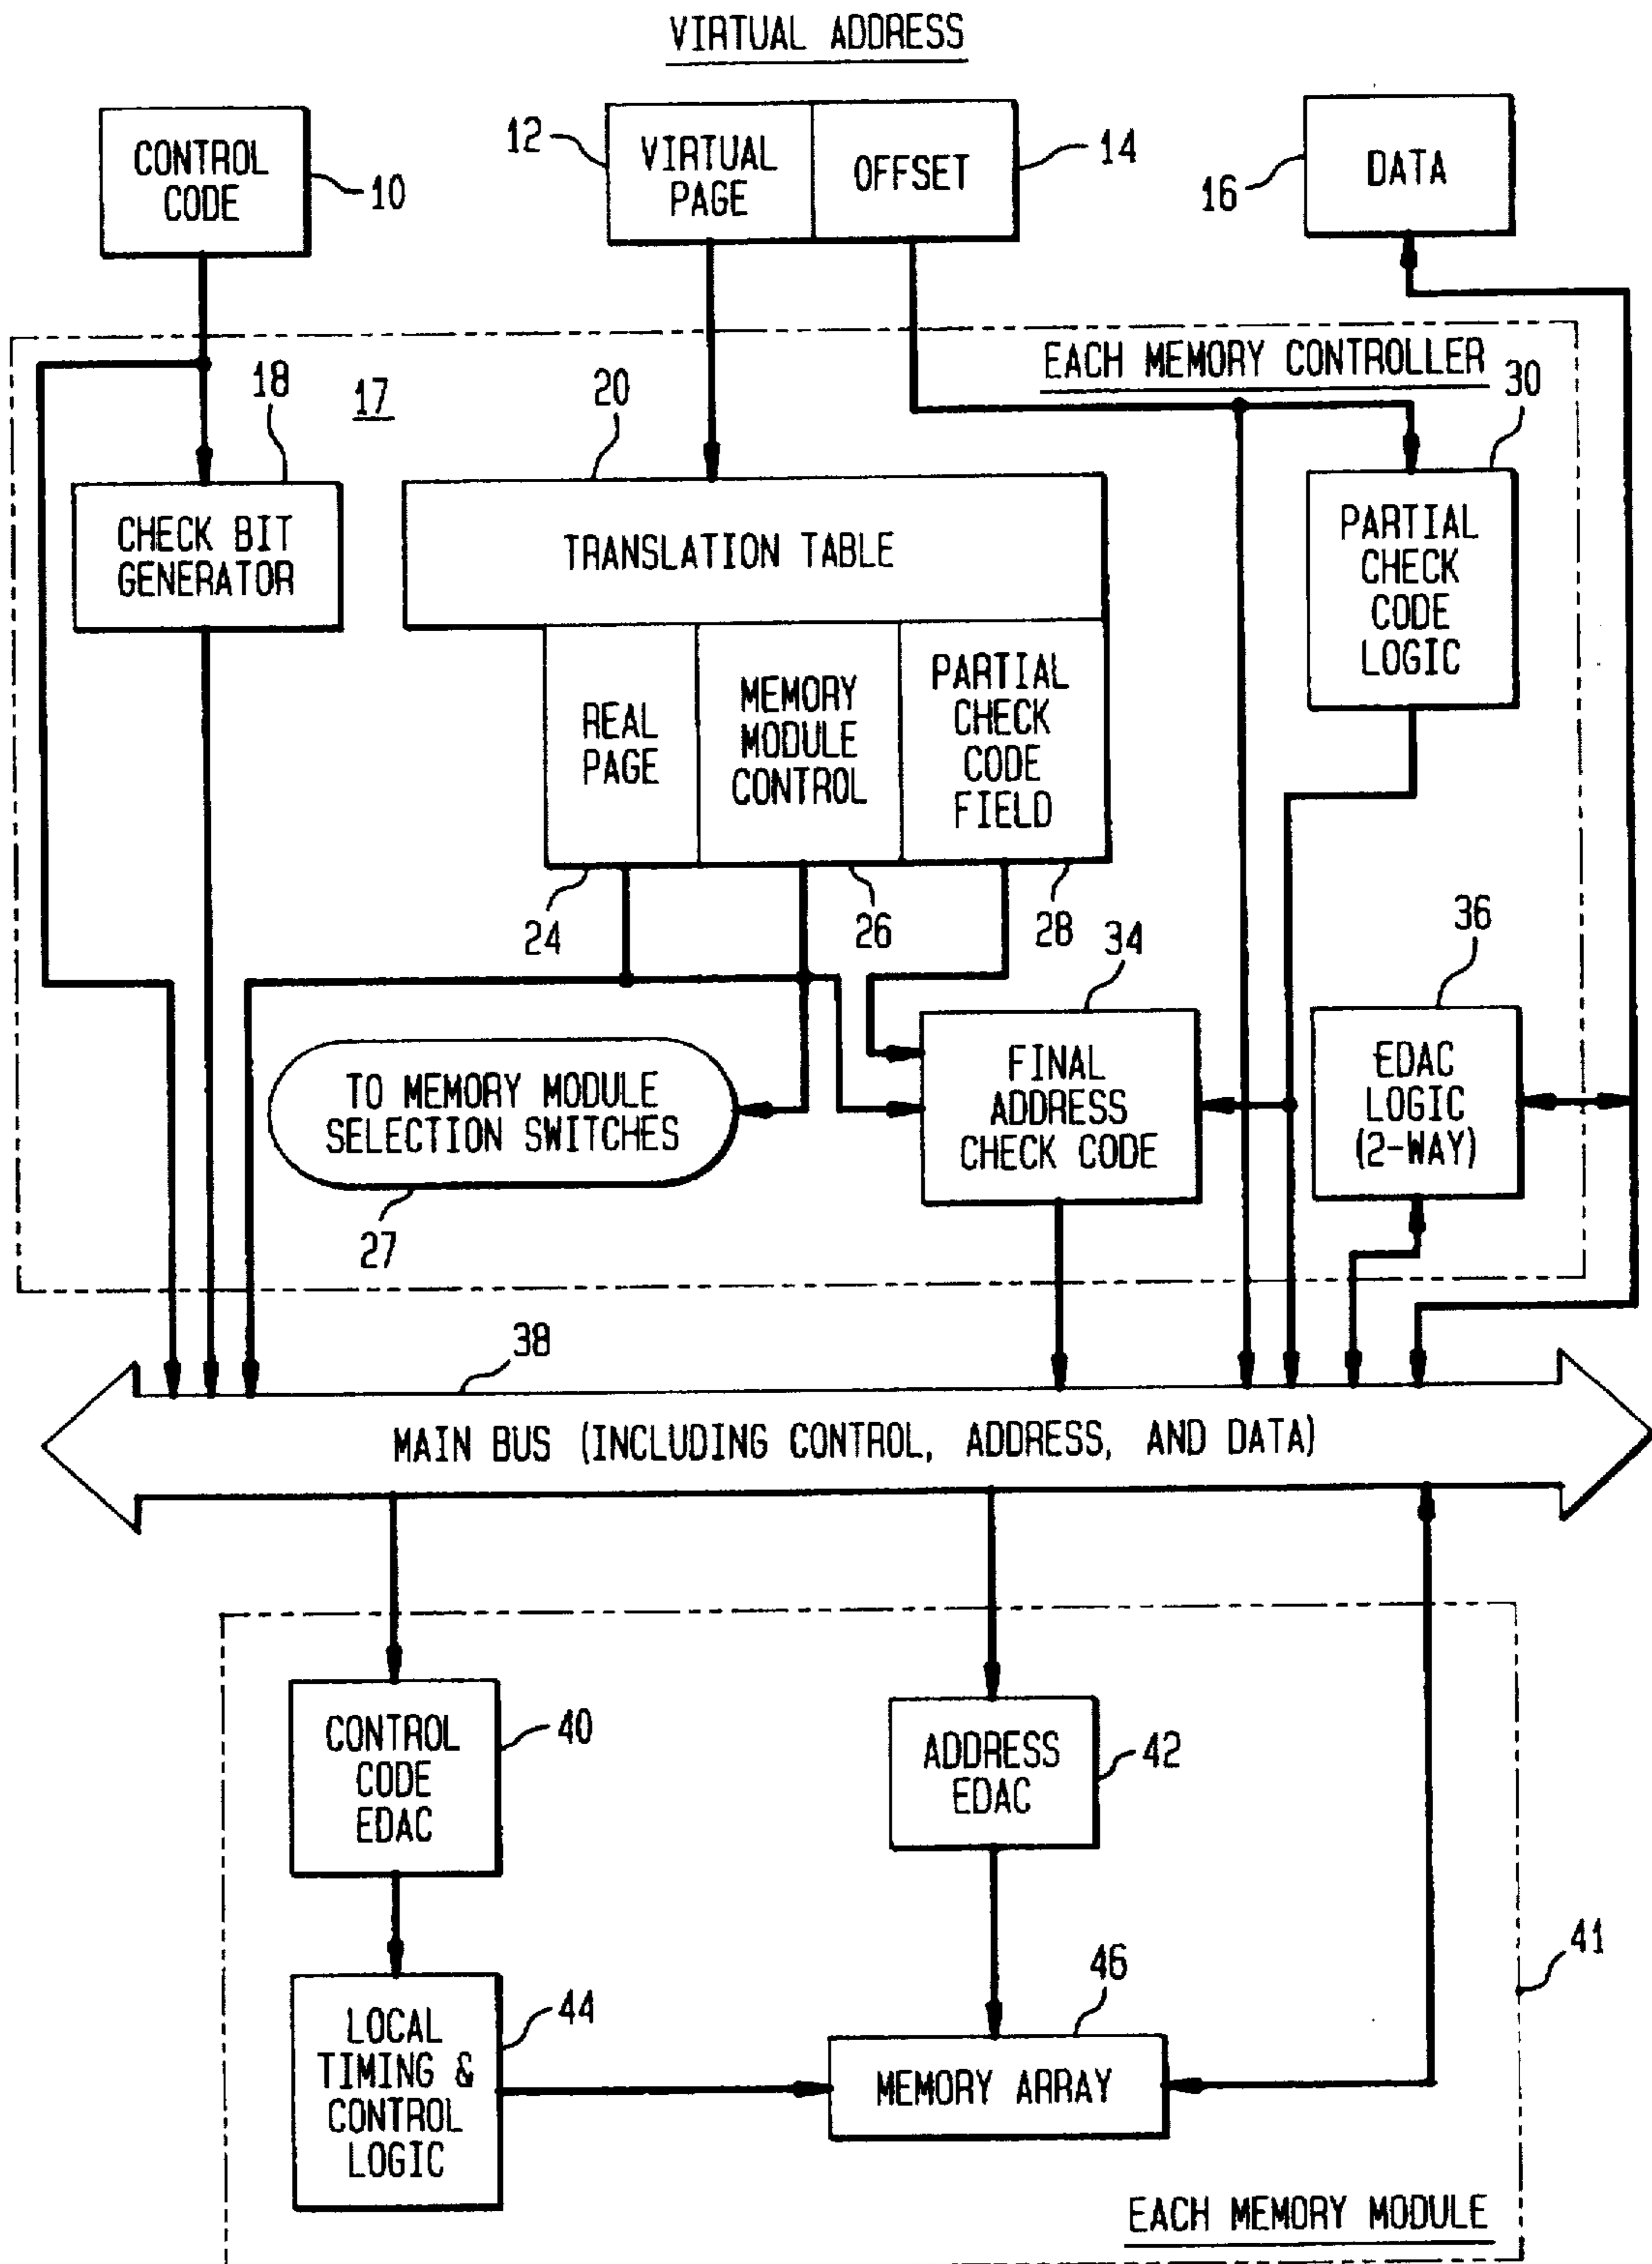 VIRTUAL ADDRESS
CONTROL
CODE
10
12
VIRTUAL
PAGE
OFFSET
14
16
DATA
EACH MEMORY CONTROLLER
17
18
CHECK BIT
GENERATOR
20
TRANSLATION TABLE
30
PARTIAL
CHECK
CODE
LOGIC
REAL
PAGE
MEMORY
MODULE
CONTROL
PARTIAL
CHECK
CODE
FIELD
24
26
28
34
36
TO MEMORY MODULE
SELECTION SWITCHES
27
FINAL
ADDRESS
CHECK CODE
EDAC
LOGIC
(2-WAY)
38
MAIN BUS (INCLUDING CONTROL, ADDRESS, AND DATA)
CONTROL
CODE
EDAC
40
ADDRESS
EDAC
42
41
LOCAL
TIMING &
CONTROL
LOGIC
44
46
MEMORY ARRAY
EACH MEMORY MODULE